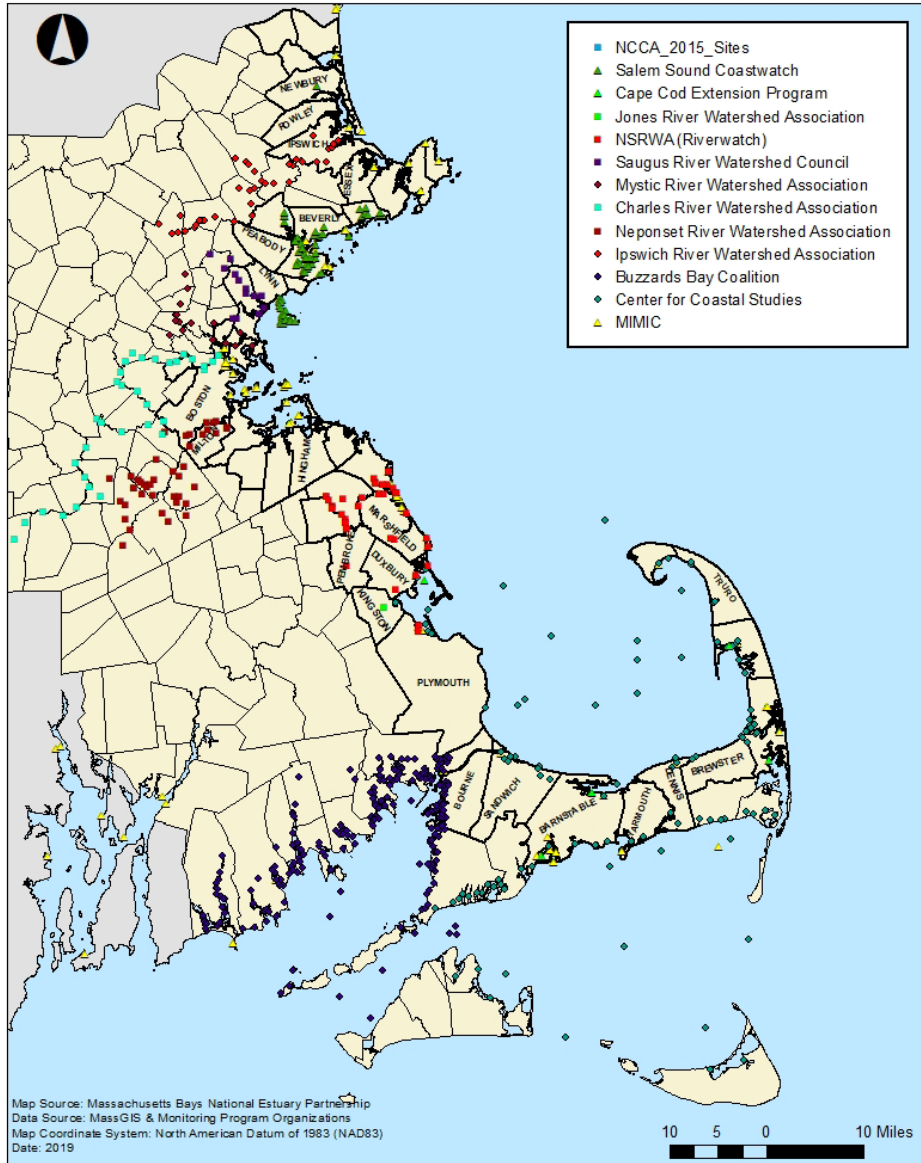 NCCA_2015_Sites
Salem Sound Coastwatch
Cape Cod Extension Program
Jones River Watershed Association
NSRWA (Riverwatch)
Saugus River Watershed Council
Mystic River Watershed Association
Charles River Watershed Association
Neponset River Watershed Association
Ipswich River Watershed Association
Buzzards Bay Coalition
Center for Coastal Studies
MIMIC
NEWBURY
ROWLEY
IPSWICH
ESSEX
BEVERLY
PEABODY
LYNN
BOSTON
MILTON
HINGHAM
MARSHFIELD
PEMBROKE
DUXBURY
KINGSTON
TRURO
PLYMOUTH
BOURNE
SANDWICH
BARNSTABLE
YARMOUTH
DENNIS
BREWSTER
Map Source: Massachusetts Bays National Estuary Partnership
Data Source: MassGIS & Monitoring Program Organizations
Map Coordinate System: North American Datum of 1983 (NAD83)
Date: 2019
10 5 0 10 Miles